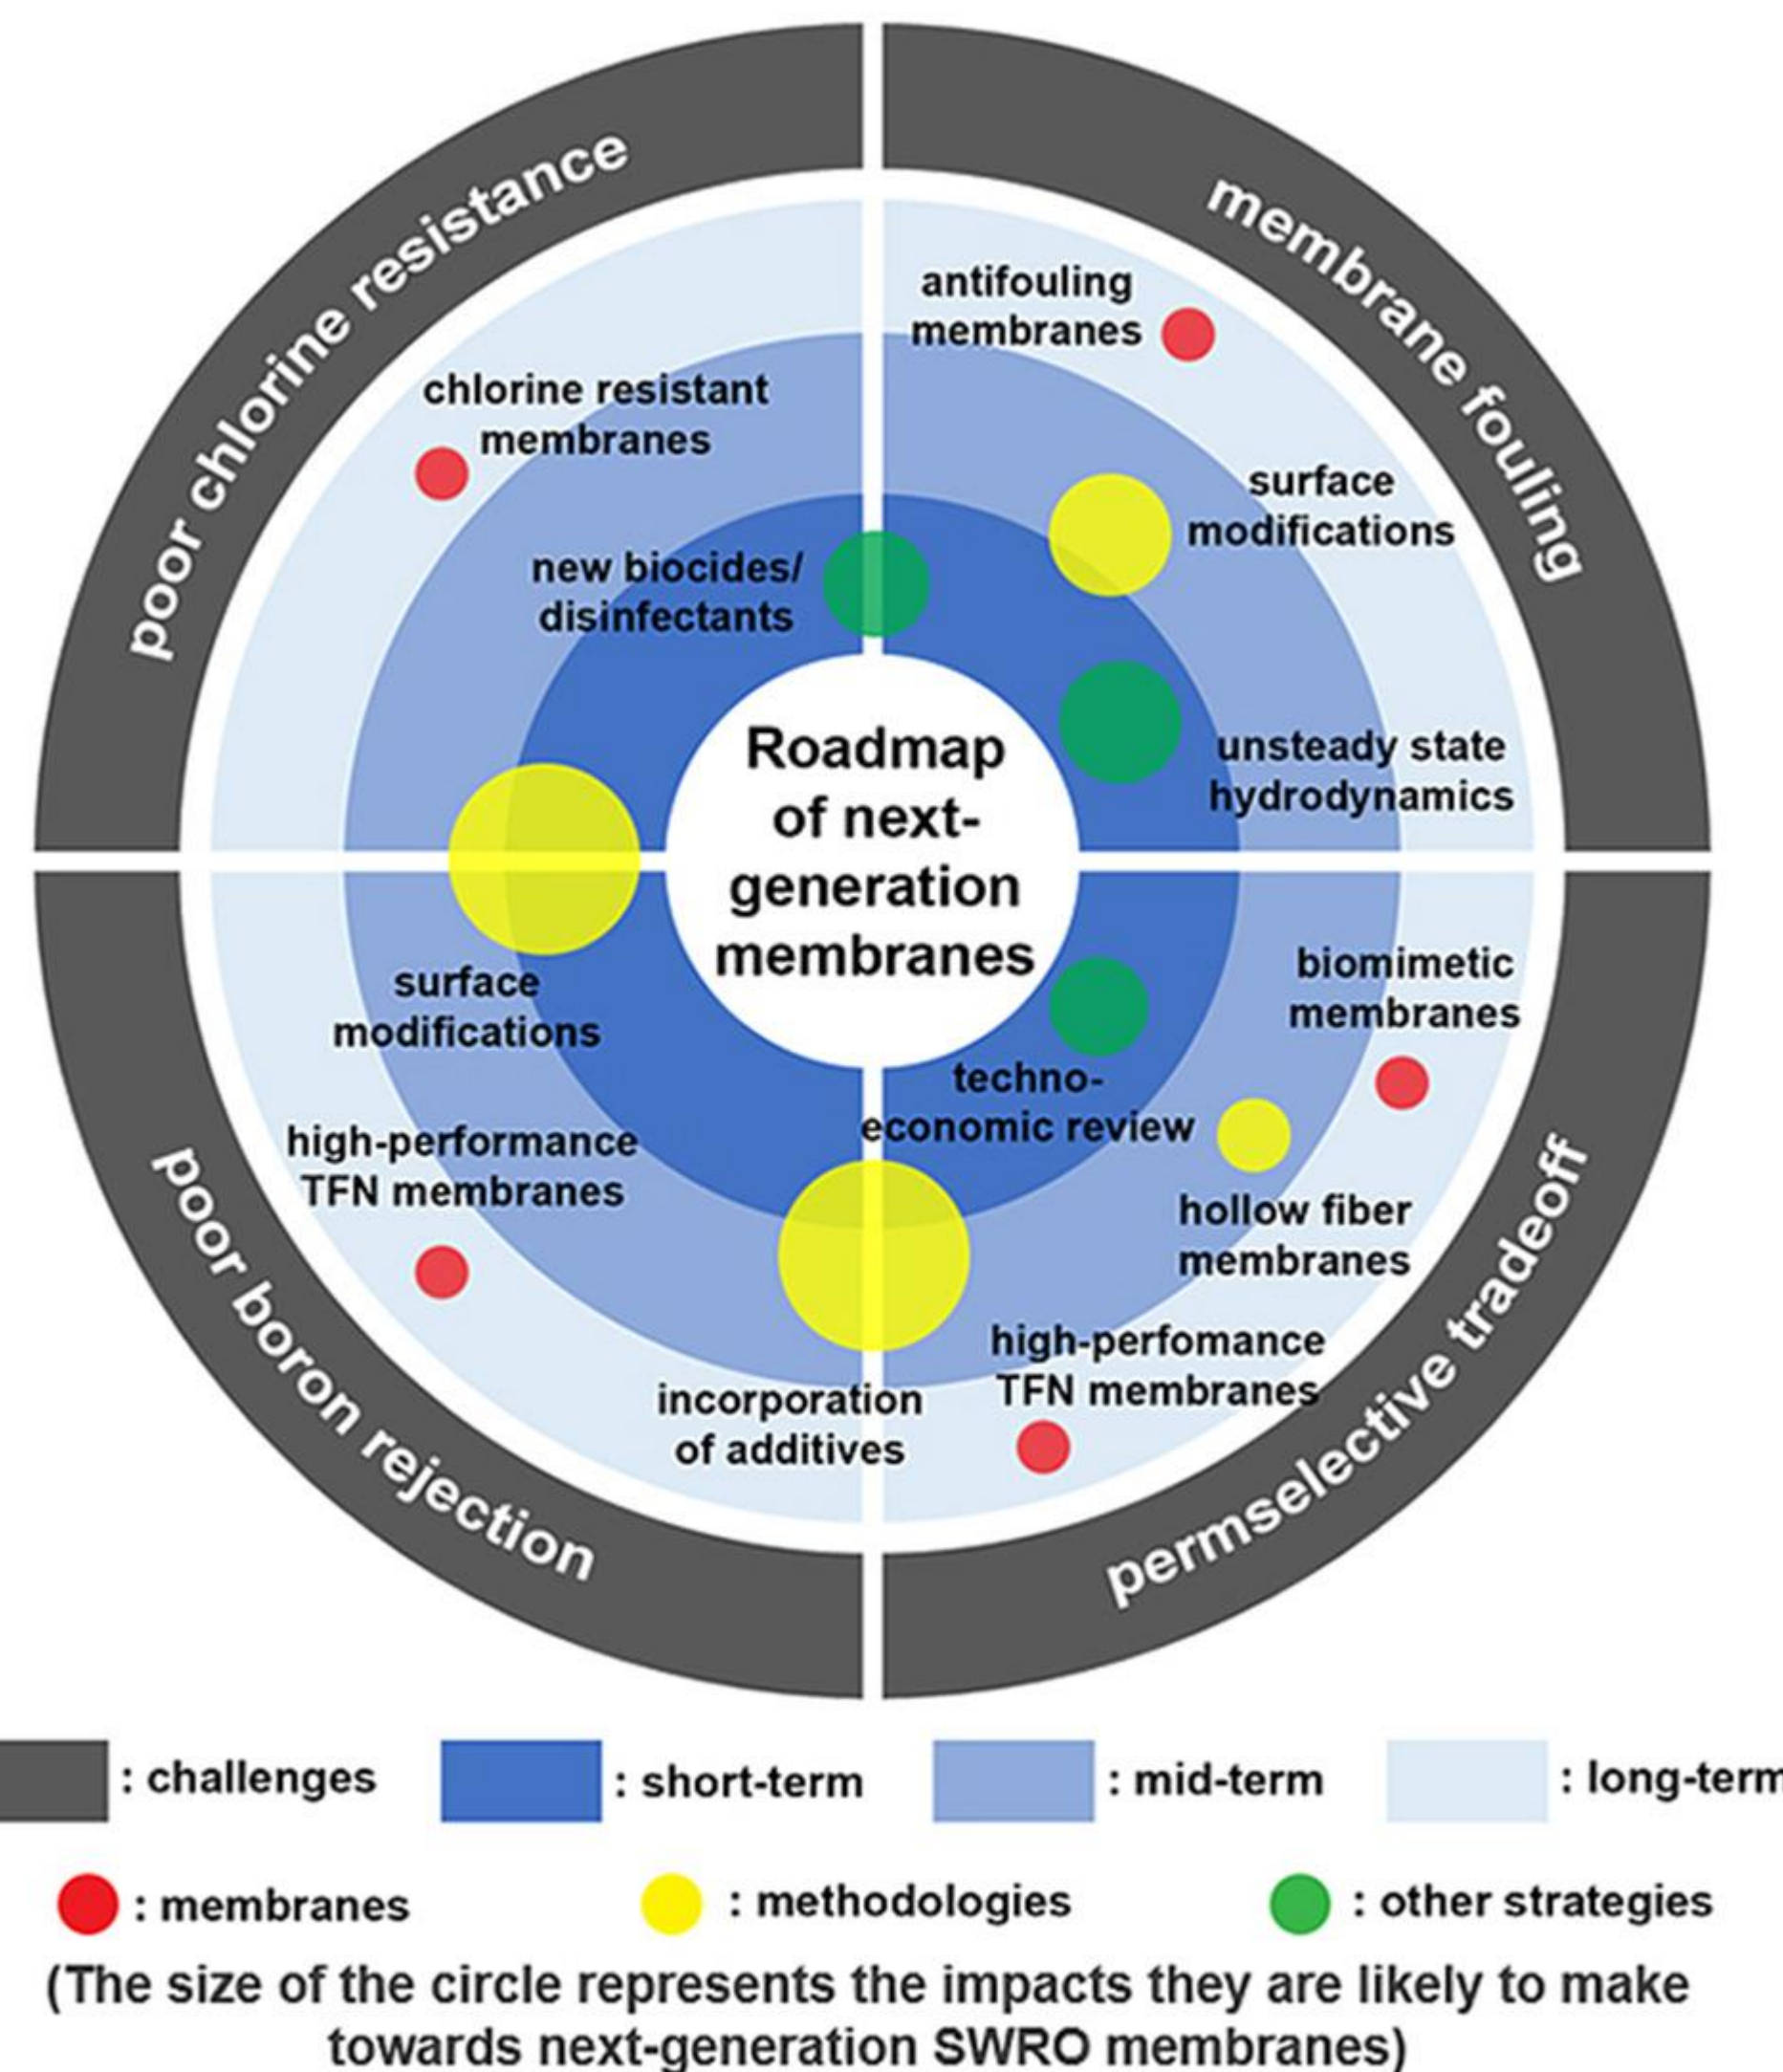 poor chlorine resistance
membrane fouling
antifouling
membranes
chlorine resistant
membranes
surface
modifications
new biocides/
disinfectants
unsteady state
hydrodynamics
Roadmap
of next-
generation
membranes
surface
modifications
biomimetic
membranes
techno-
economic review
high-performance
TFN membranes
hollow fiber
membranes
high-perfomance
TFN membranes
incorporation
of additives
poor boron rejection
permselective tradeoff
: challenges
: short-term
: mid-term
: long-term
: membranes
: methodologies
: other strategies
(The size of the circle represents the impacts they are likely to make
towards next-generation SWRO membranes)